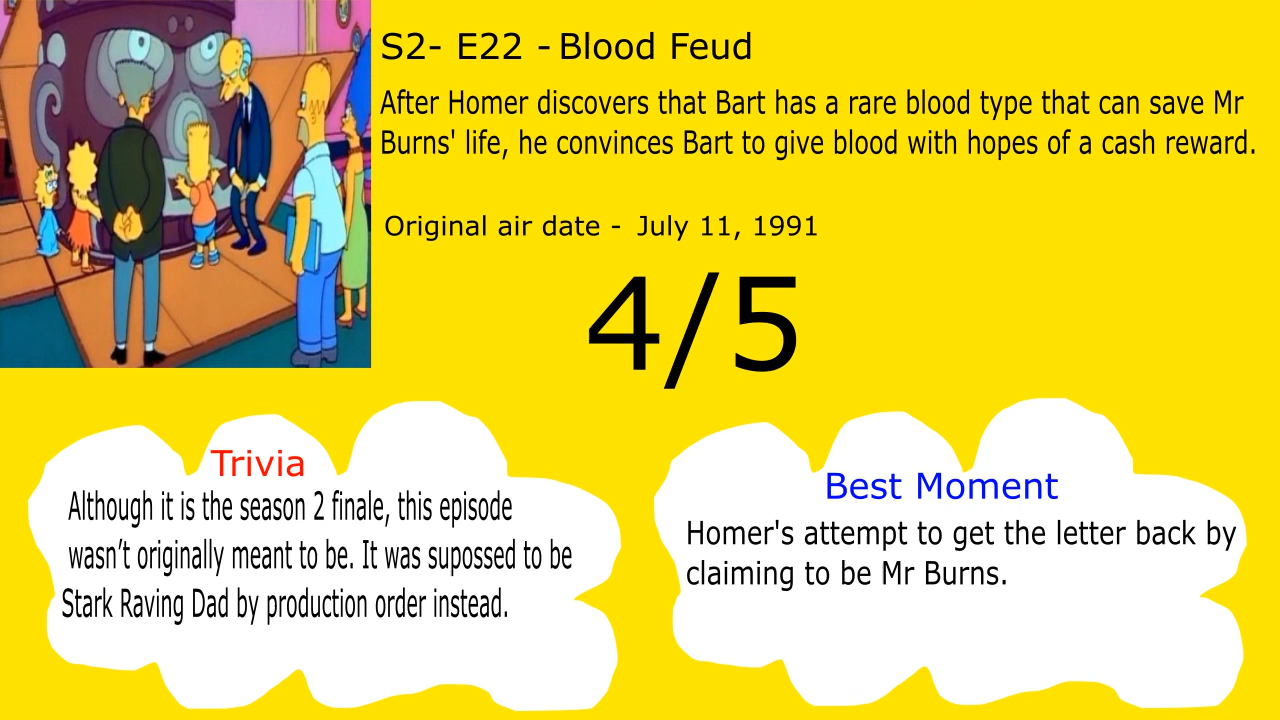 S2- E22 - Blood Feud
After Homer discovers that Bart has a rare blood type that can save Mr
Burns' life, he convinces Bart to give blood with hopes of a cash reward.
Original air date - July 11, 1991
4/5
Trivia
Although it is the season 2 finale, this episode
wasn’t originally meant to be. It was supossed to be
Stark Raving Dad by production order instead.
Best Moment
Homer's attempt to get the letter back by
claiming to be Mr Burns.